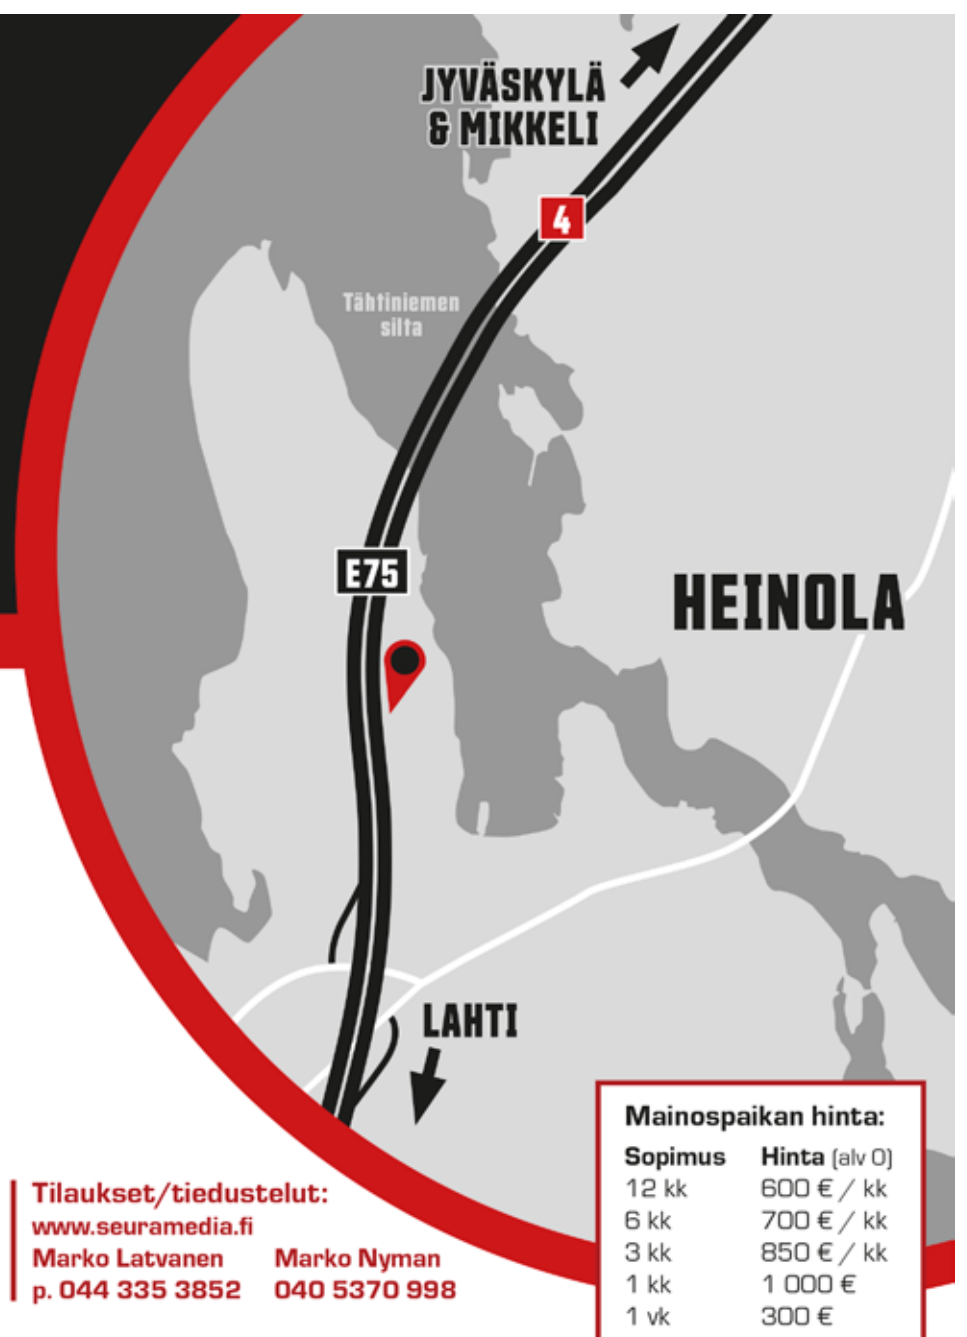 JYVÄSKYLÄ
& MIKKELI
4
Tähtiniemen
silta
E75
HEINOLA
LAHTI
Tilaukset/tiedustelut:
www.seuramedia.fi
Marko Latvanen Marko Nyman
p. 044 335 3852 040 5370 998
Mainospaikan hinta:
Sopimus Hinta (alv 0)
12 kk 600 € / kk
6 kk 700 € / kk
3 kk 850 € / kk
1 kk 1 000 €
1 vk 300 €